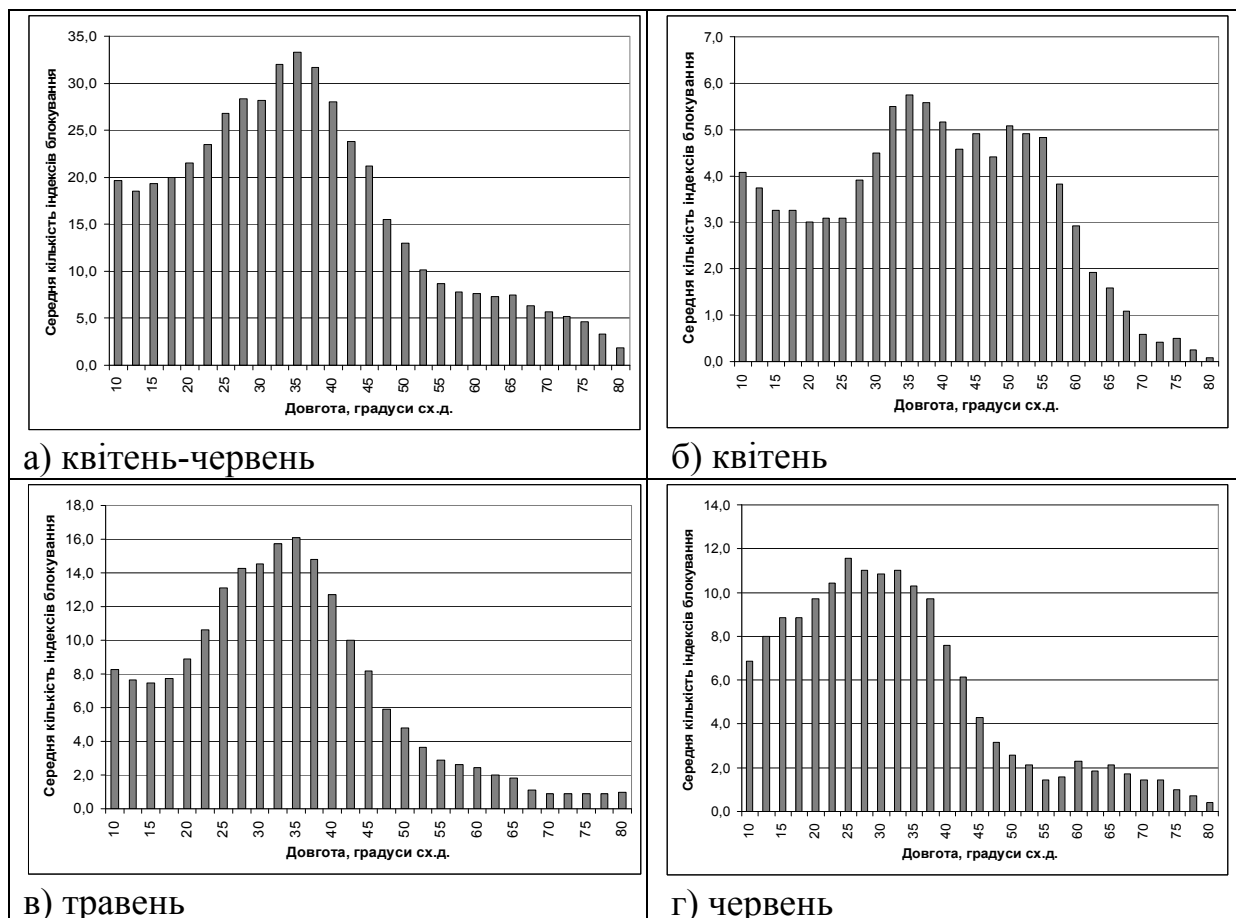 35,0
30,0
25,0
20,0
15,0
10,0
5,0
0,0
Середня кількість індексів блокування
10 15 20 25 30 35 40 45 50 55 60 65 70 75 80
Довгота, градуси сх.д.
а) квітень-червень
7,0
6,0
5,0
4,0
3,0
2,0
1,0
0,0
Середня кількість індексів блокування
10 15 20 25 30 35 40 45 50 55 60 65 70 75 80
Довгота, градуси сх.д.
б) квітень
18,0
16,0
14,0
12,0
10,0
8,0
6,0
4,0
2,0
0,0
Середня кількість індексів блокування
10 15 20 25 30 35 40 45 50 55 60 65 70 75 80
Довгота, градуси сх.д.
в) травень
14,0
12,0
10,0
8,0
6,0
4,0
2,0
0,0
Середня кількість індексів блокування
10 15 20 25 30 35 40 45 50 55 60 65 70 75 80
Довгота, градуси сх.д.
г) червень